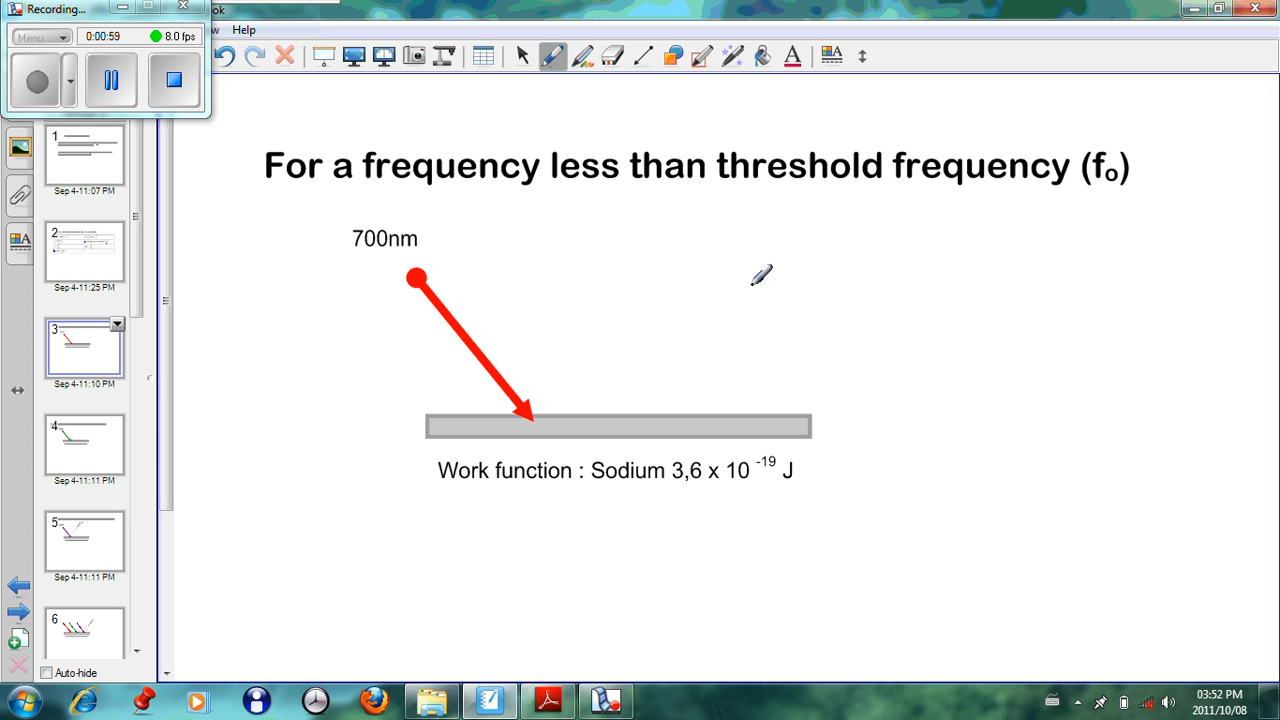 Recording...
ok
Menu
0:00:59
8.0 fps
w Help
For a frequency less than threshold frequency (fo)
700nm
Work function : Sodium 3,6 x 10 -19 J
1
Sep 4-11:07 PM
2
Sep 4-11:25 PM
3
Sep 4-11:10 PM
4
Sep 4-11:11 PM
5
Sep 4-11:11 PM
6
Auto-hide
03:52 PM
2011/10/08